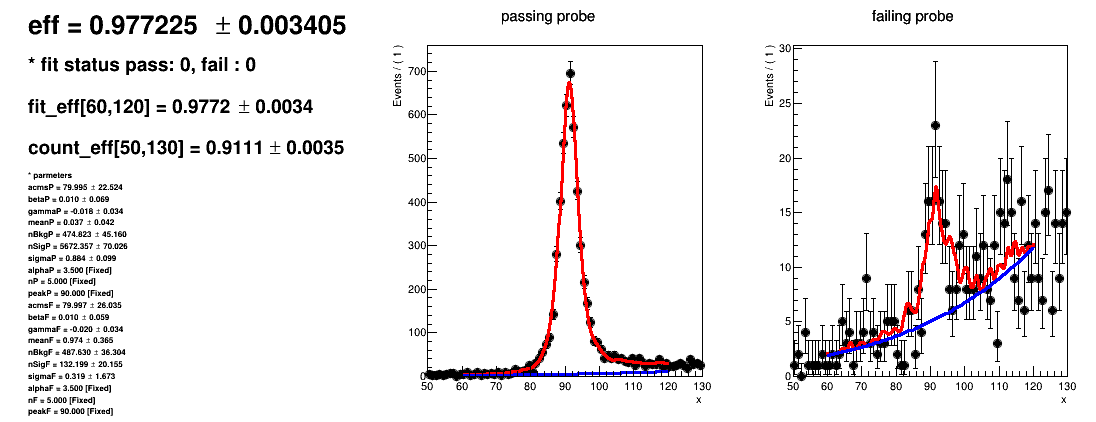 eff = 0.977225 ± 0.003405
* fit status pass: 0, fail : 0
fit_eff[60,120] = 0.9772 ± 0.0034
count_eff[50,130] = 0.9111 ± 0.0035
* parmeters
acmsP = 79.995 ± 22.524
betaP = 0.010 ± 0.069
gammaP = -0.018 ± 0.034
meanP = 0.037 ± 0.042
nBkgP = 474.823 ± 45.160
nSigP = 5672.357 ± 70.026
sigmaP = 0.884 ± 0.099
alphaP = 3.500 [Fixed]
nP = 5.000 [Fixed]
peakP = 90.000 [Fixed]
acmsF = 79.997 ± 26.035
betaF = 0.010 ± 0.059
gammaF = -0.020 ± 0.034
meanF = 0.974 ± 0.365
nBkgF = 487.630 ± 36.304
nSigF = 132.199 ± 20.155
sigmaF = 0.319 ± 1.673
alphaF = 3.500 [Fixed]
nF = 5.000 [Fixed]
peakF = 90.000 [Fixed]
passing probe
Events / ( 1 )
700
600
500
400
300
200
100
0
50 60 70 80 90 100 110 120 130
x
failing probe
Events / ( 1 )
30
25
20
15
10
5
0
50 60 70 80 90 100 110 120 130
x